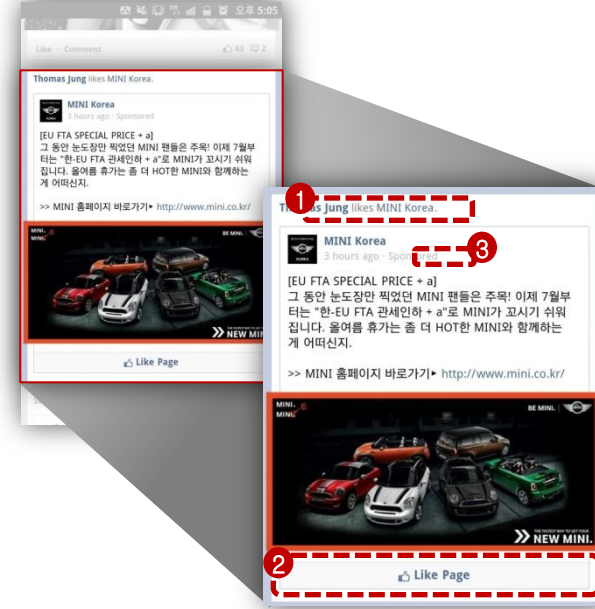 오후 5:05
Like · Comment
63 2
Thomas Jung likes MINI Korea.
MINI Korea
3 hours ago · Sponsored
[EU FTA SPECIAL PRICE + a]
그 동안 눈도장만 찍었던 MINI 팬들은 주목! 이제 7월부
터는 "한-EU FTA 관세인하 + a"로 MINI가 꼬시기 쉬워
집니다. 올여름 휴가는 좀 더 HOT한 MINI와 함께하는
게 어떠신지.
>> MINI 홈페이지 바로가기▸ http://www.mini.co.kr/
MINI.
MINI
BE MINI.
NEW MIN
Like Page
1
Thomas Jung likes MINI Korea.
MINI Korea
3 hours ago · Sponsored
3
[EU FTA SPECIAL PRICE + a]
그 동안 눈도장만 찍었던 MINI 팬들은 주목! 이제 7월부
터는 "한-EU FTA 관세인하 + a"로 MINI가 꼬시기 쉬워
집니다. 올여름 휴가는 좀 더 HOT한 MINI와 함께하는
게 어떠신지.
>> MINI 홈페이지 바로가기▸ http://www.mini.co.kr/
MINI.
MINI
BE MINI.
THE FASTEST WAY TO GET YOUR
NEW MINI.
2
Like Page